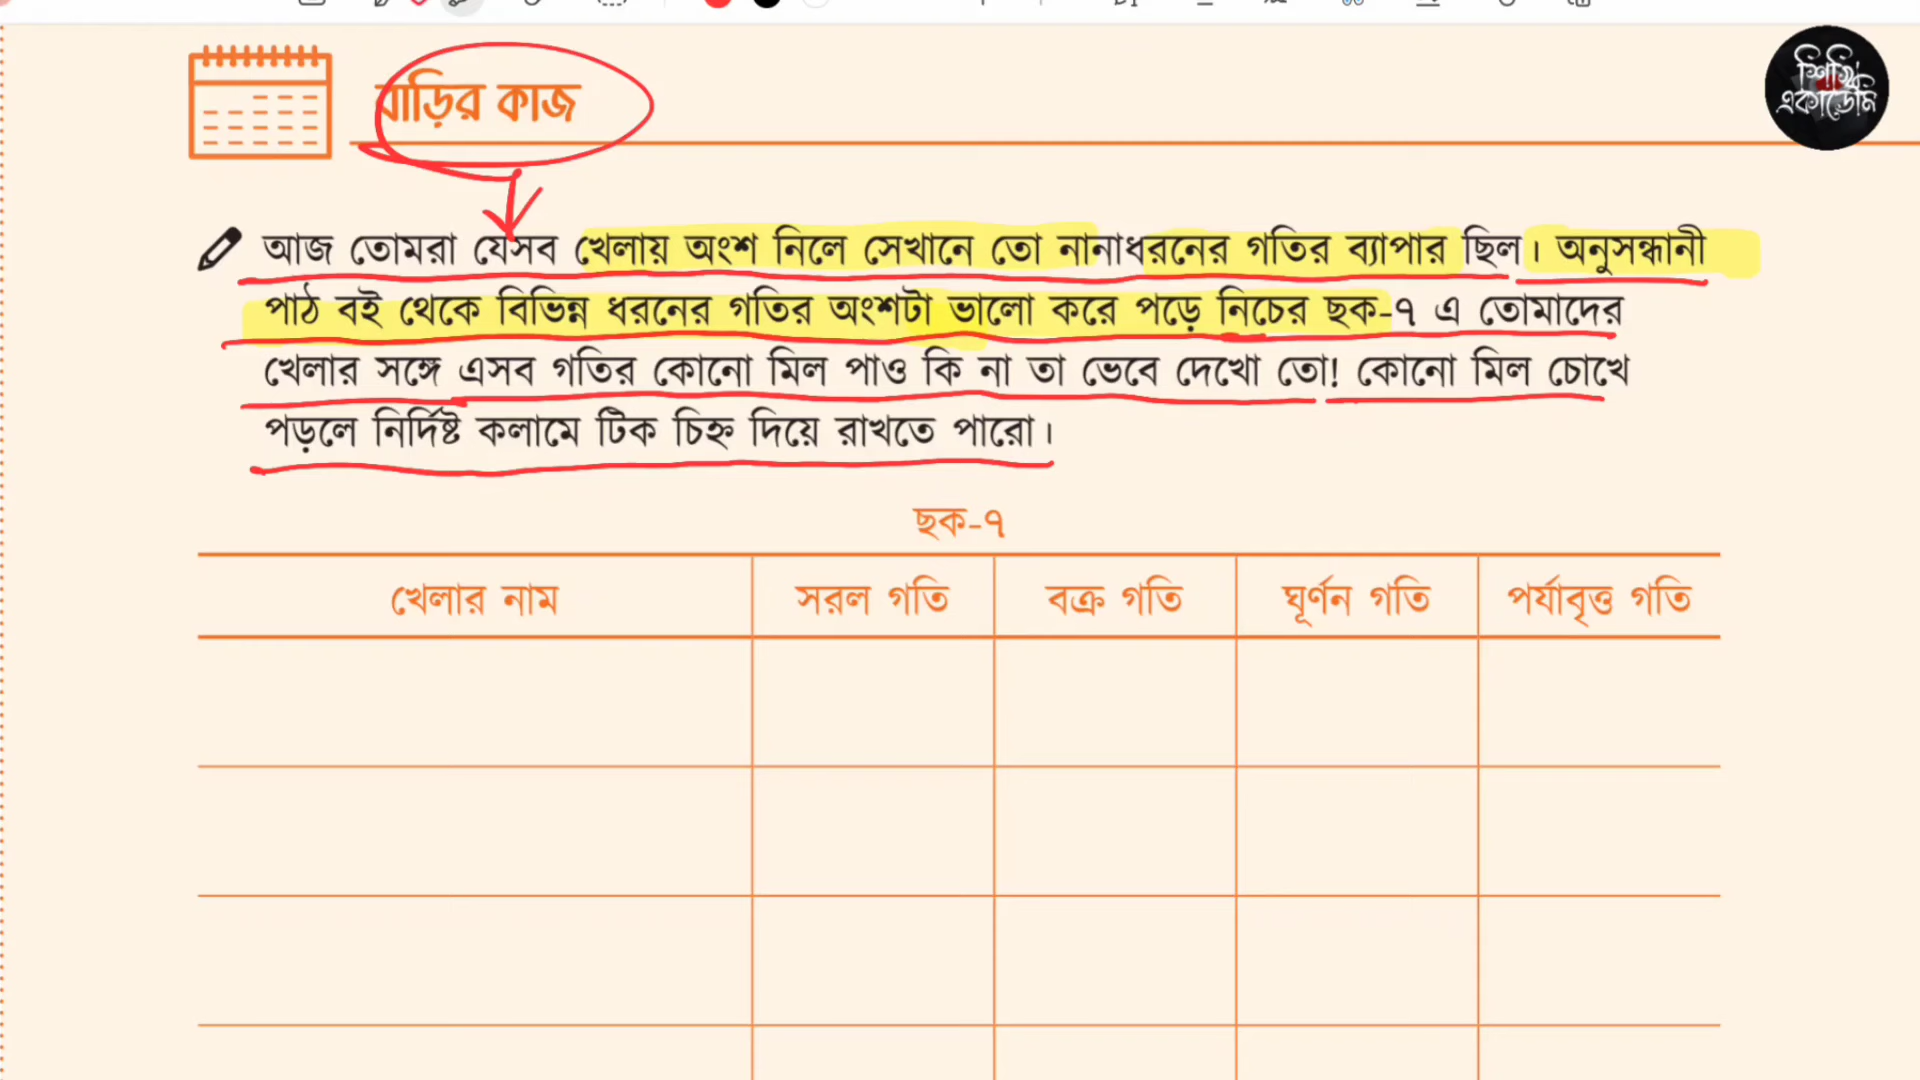 বাড়ির কাজ
শিখি একাডেমি
আজ তোমরা যেসব খেলায় অংশ নিলে সেখানে তো নানাধরনের গতির ব্যাপার ছিল। অনুসন্ধানী
পাঠ বই থেকে বিভিন্ন ধরনের গতির অংশটা ভালো করে পড়ে নিচের ছক-৭ এ তোমাদের
খেলার সঙ্গে এসব গতির কোনো মিল পাও কি না তা ভেবে দেখো তো! কোনো মিল চোখে
পড়লে নির্দিষ্ট কলামে টিক চিহ্ন দিয়ে রাখতে পারো।
ছক-৭
খেলার নাম সরল গতি বক্র গতি ঘূর্ণন গতি পর্যাবৃত্ত গতি